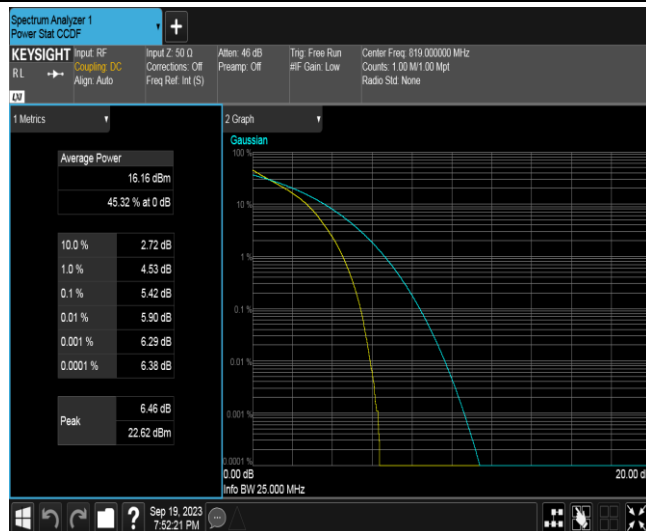 Spectrum Analyzer 1
Power Stat CCDF
+
KEYSIGHT
RL
LXI
Input: RF
Coupling: DC
Align: Auto
Input Z: 50 Ω
Corrections: Off
Freq Ref: Int (S)
Atten: 46 dB
Preamp: Off
Trig: Free Run
#IF Gain: Low
Center Freq: 819.000000 MHz
Counts: 1.00 M/1.00 Mpt
Radio Std: None
1 Metrics
Average Power
16.16 dBm
45.32 % at 0 dB
10.0 % 2.72 dB
1.0 % 4.53 dB
0.1 % 5.42 dB
0.01 % 5.90 dB
0.001 % 6.29 dB
0.0001 % 6.38 dB
Peak
6.46 dB
22.62 dBm
2 Graph
Gaussian
100 %
10 %
1 %
0.1 %
0.01 %
0.001 %
0.0001 %
0.00 dB 20.00 d
Info BW 25.000 MHz
?
Sep 19, 2023
7:52:21 PM